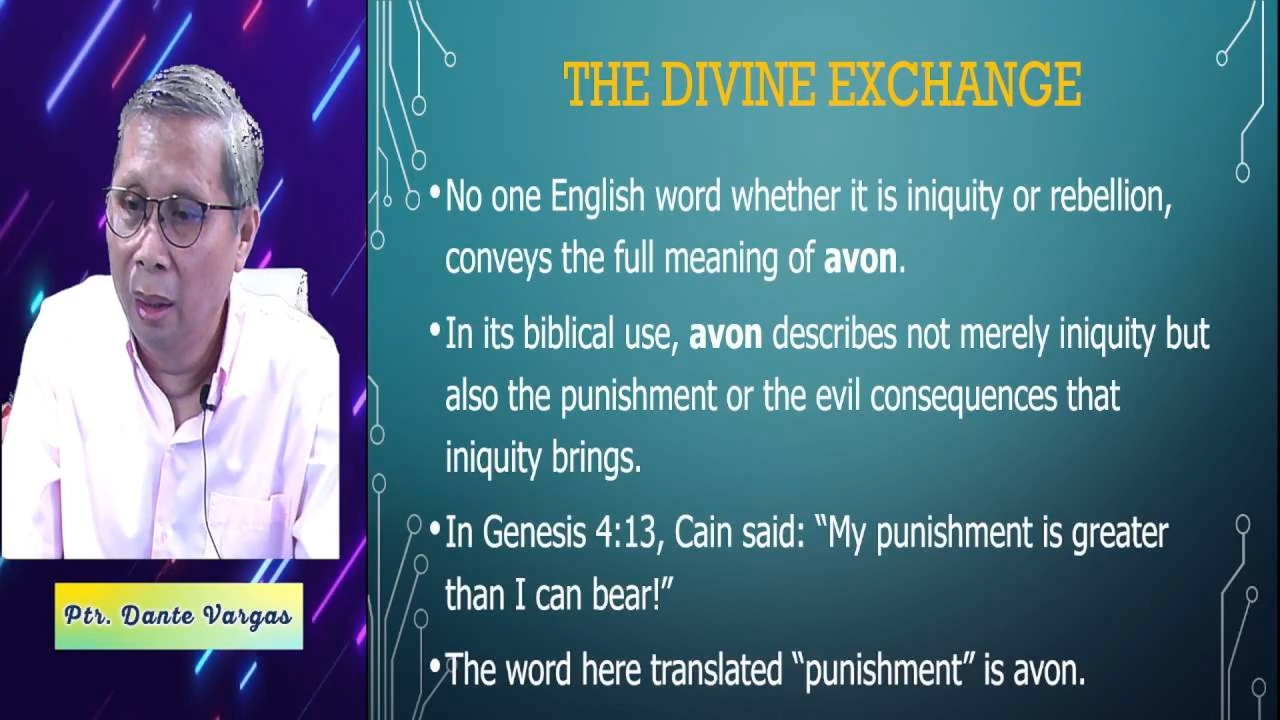 THE DIVINE EXCHANGE
•No one English word whether it is iniquity or rebellion,
conveys the full meaning of avon.
•In its biblical use, avon describes not merely iniquity but
also the punishment or the evil consequences that
iniquity brings.
•In Genesis 4:13, Cain said: “My punishment is greater
than I can bear!”
•The word here translated “punishment” is avon.
Ptr. Dante Vargas